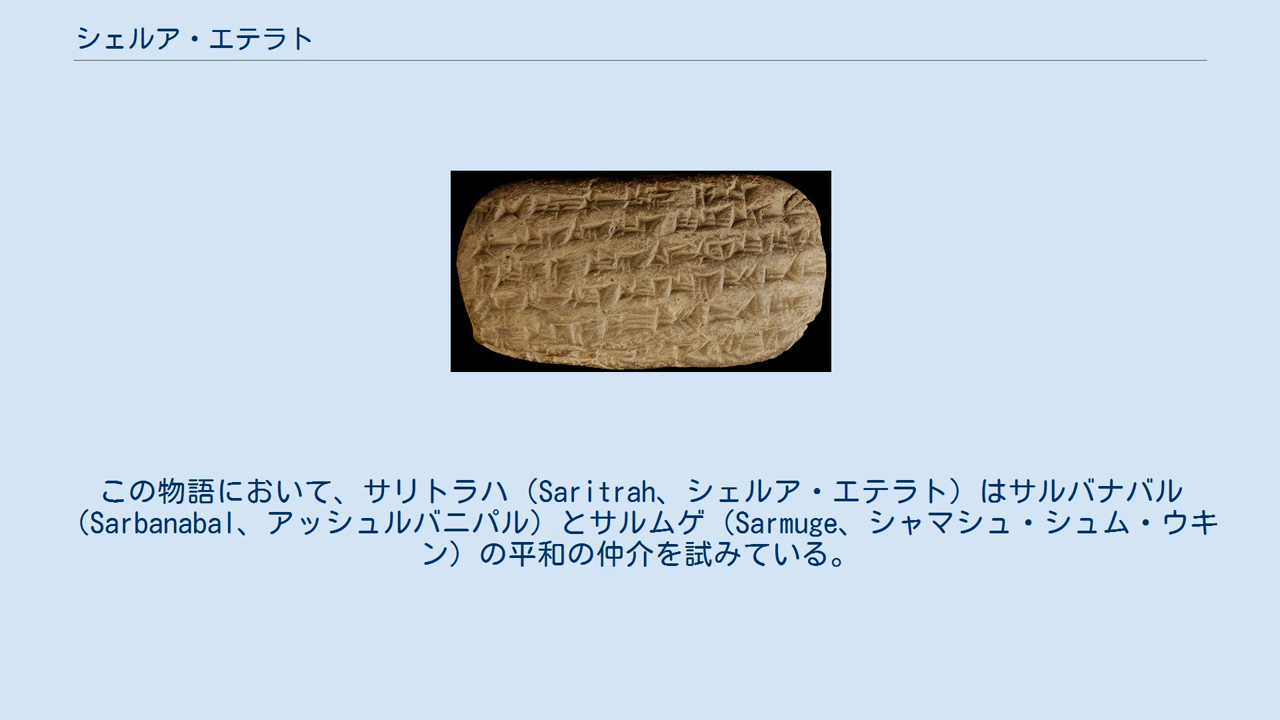 シェルア・エテラト
この物語において、サリトラハ（Saritrah、シェルア・エテラト）はサルバナバル
（Sarbanabal、アッシュルバニパル）とサルムゲ（Sarmuge、シャマシュ・シュム・ウキ
ン）の平和の仲介を試みている。